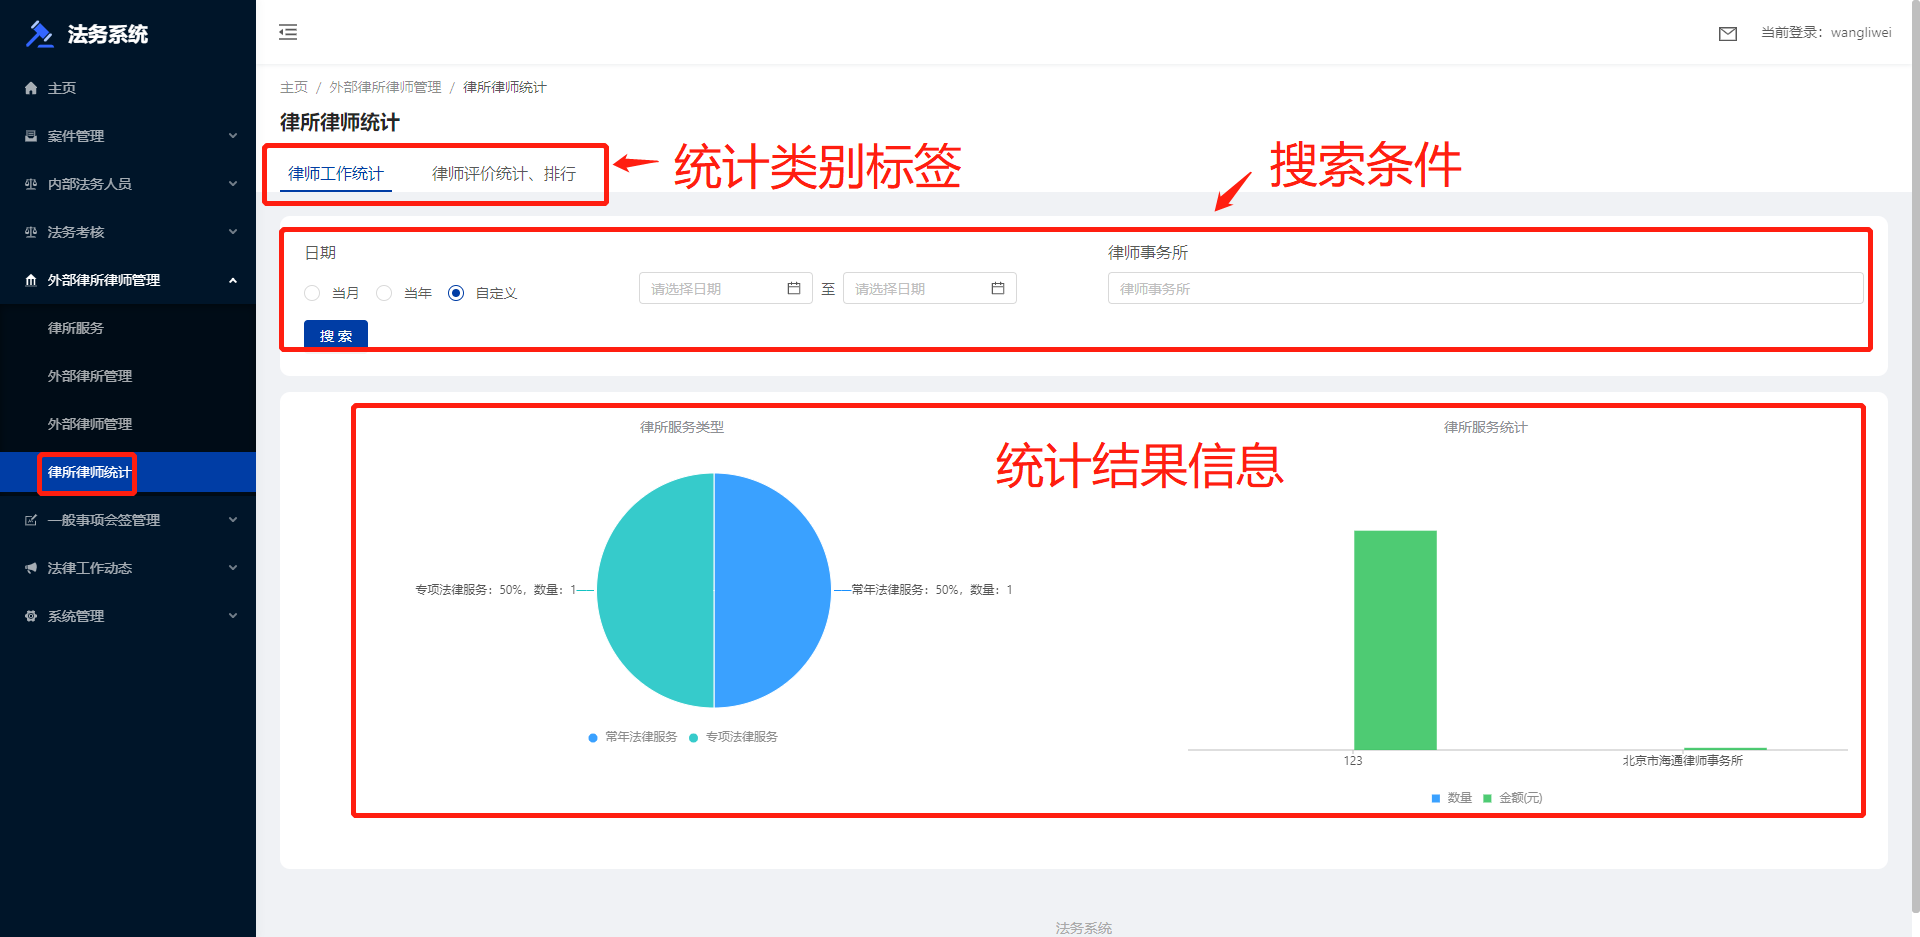 法务系统
当前登录：wangliwei
主页
案件管理
内部法务人员
法务考核
外部律所律师管理
律所服务
外部律所管理
外部律师管理
律所律师统计
一般事项会签管理
法律工作动态
系统管理
主页 / 外部律所律师管理 / 律所律师统计
律所律师统计
律师工作统计 律师评价统计、排行
统计类别标签
搜索条件
日期
律师事务所
当月 当年 自定义
请选择日期 至 请选择日期
律师事务所
搜 索
律所服务类型
律所服务统计
统计结果信息
专项法律服务：50%，数量：1
常年法律服务：50%，数量：1
常年法律服务 专项法律服务
123
北京市海通律师事务所
数量 金额(元)
法务系统